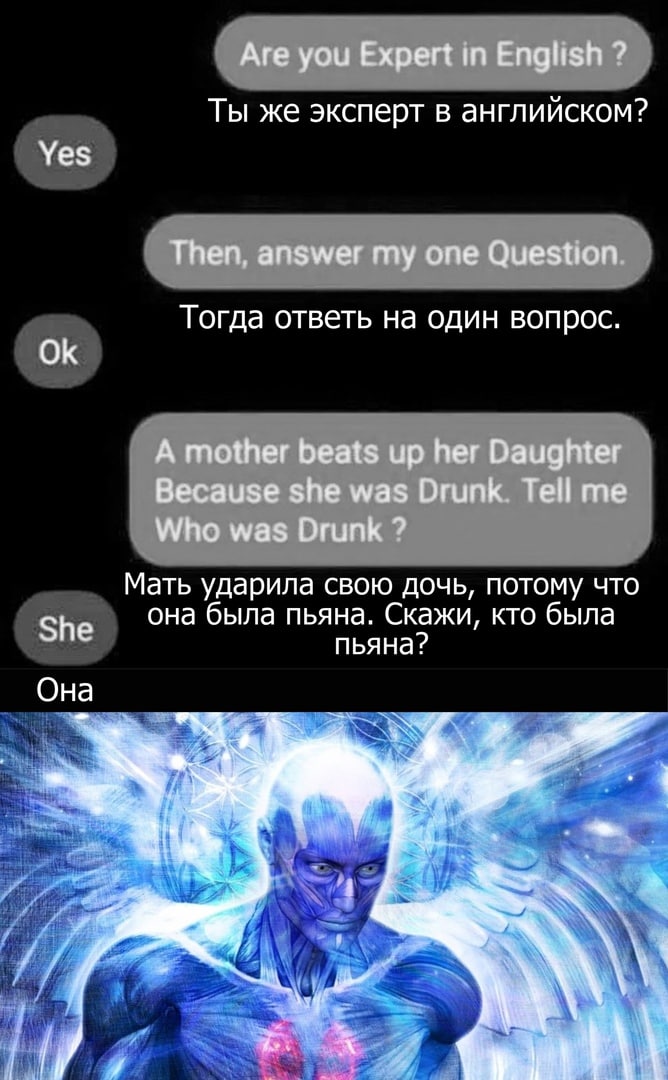 Are you Expert in English ?
Ты же эксперт в английском?
Yes
Then, answer my one Question.
Тогда ответь на один вопрос.
Ok
A mother beats up her Daughter
Because she was Drunk. Tell me
Who was Drunk ?
Мать ударила свою дочь, потому что
она была пьяна. Скажи, кто была
пьяна?
She
Она